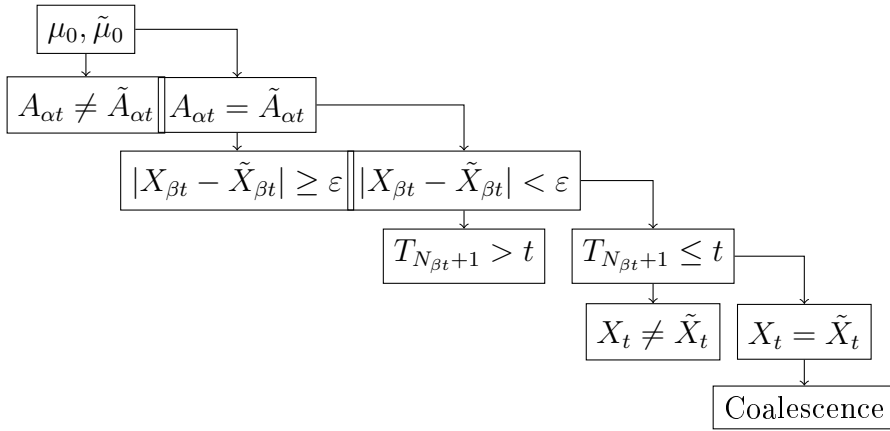 μ₀, μ̃₀
A_{αt} ≠ Ã_{αt} A_{αt} = Ã_{αt}
|X_{βt} − X̃_{βt}| ≥ ε |X_{βt} − X̃_{βt}| < ε
T_{N_{βt}+1} > t T_{N_{βt}+1} ≤ t
X_t ≠ X̃_t X_t = X̃_t
Coalescence